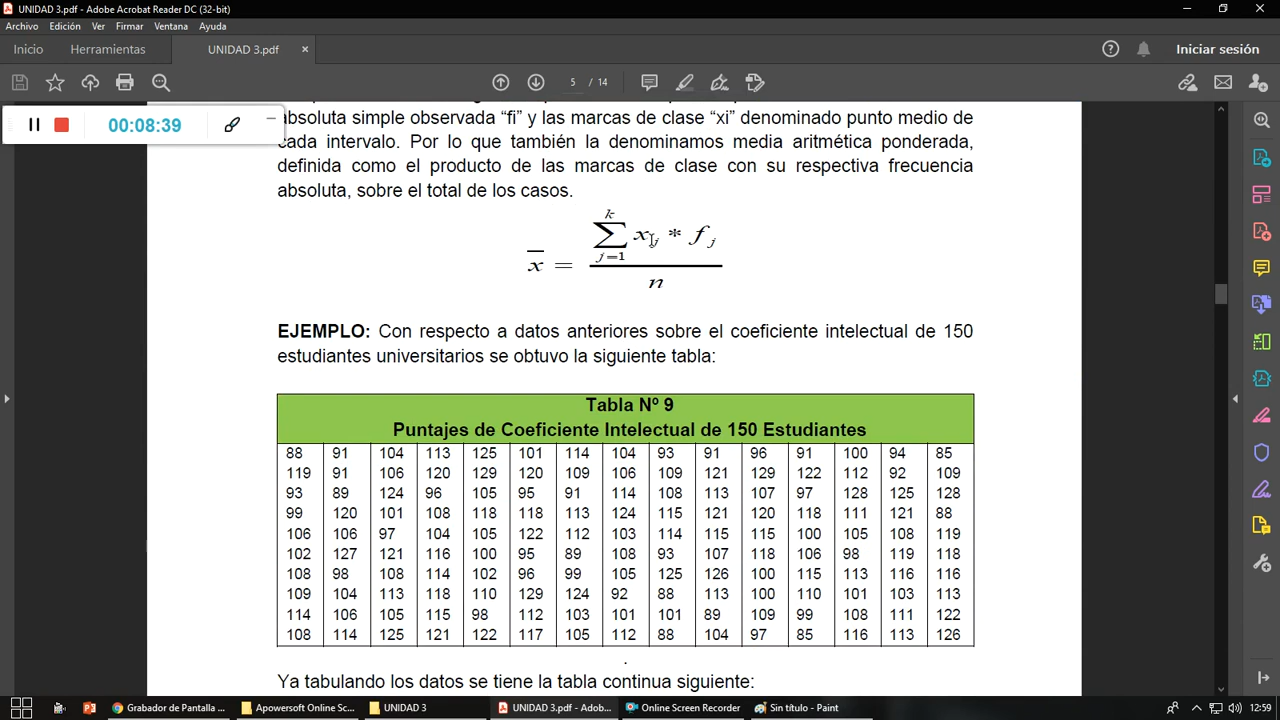 UNIDAD 3.pdf - Adobe Acrobat Reader DC (32-bit)
Archivo Edición Ver Firmar Ventana Ayuda
Inicio Herramientas UNIDAD 3.pdf × Iniciar sesión
5 / 14
00:08:39
absoluta simple observada “fi” y las marcas de clase “xi” denominado punto medio de
cada intervalo. Por lo que también la denominamos media aritmética ponderada,
definida como el producto de las marcas de clase con su respectiva frecuencia
absoluta, sobre el total de los casos.
x̄ = ∑ j=1 k x j * f j / n
EJEMPLO: Con respecto a datos anteriores sobre el coeficiente intelectual de 150
estudiantes universitarios se obtuvo la siguiente tabla:
Tabla Nº 9
Puntajes de Coeficiente Intelectual de 150 Estudiantes
88 91 104 113 125 101 114 104 93 91 96 91 100 94 85
119 91 106 120 129 120 109 106 109 121 129 122 112 92 109
93 89 124 96 105 95 91 114 108 113 107 97 128 125 128
99 120 101 108 118 118 113 124 115 121 120 118 111 121 88
106 106 97 104 105 122 112 103 114 115 115 100 105 108 119
102 127 121 116 100 95 89 108 93 107 118 106 98 119 118
108 98 108 114 102 96 99 105 125 126 100 115 113 116 116
109 104 113 118 110 129 124 92 88 113 100 110 101 103 113
114 106 105 115 98 112 103 101 101 89 109 99 108 111 122
108 114 125 121 122 117 105 112 88 104 97 85 116 113 126
.
Ya tabulando los datos se tiene la tabla continua siguiente:
Grabador de Pantalla ... Apowersoft Online Sc... UNIDAD 3 UNIDAD 3.pdf - Adob... Online Screen Recorder Sin título - Paint 12:59